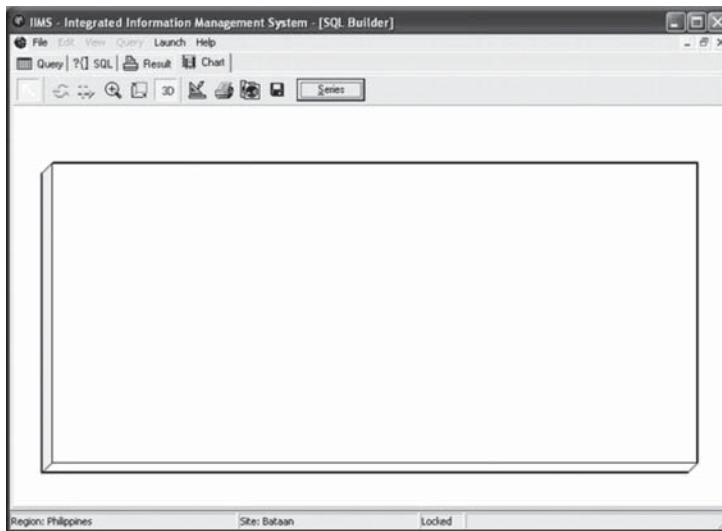 IIMS - Integrated Information Management System - [SQL Builder]
File Edit View Query Launch Help
Query ?{] SQL Result Chart
3D Series
Region: Philippines Site: Bataan Locked